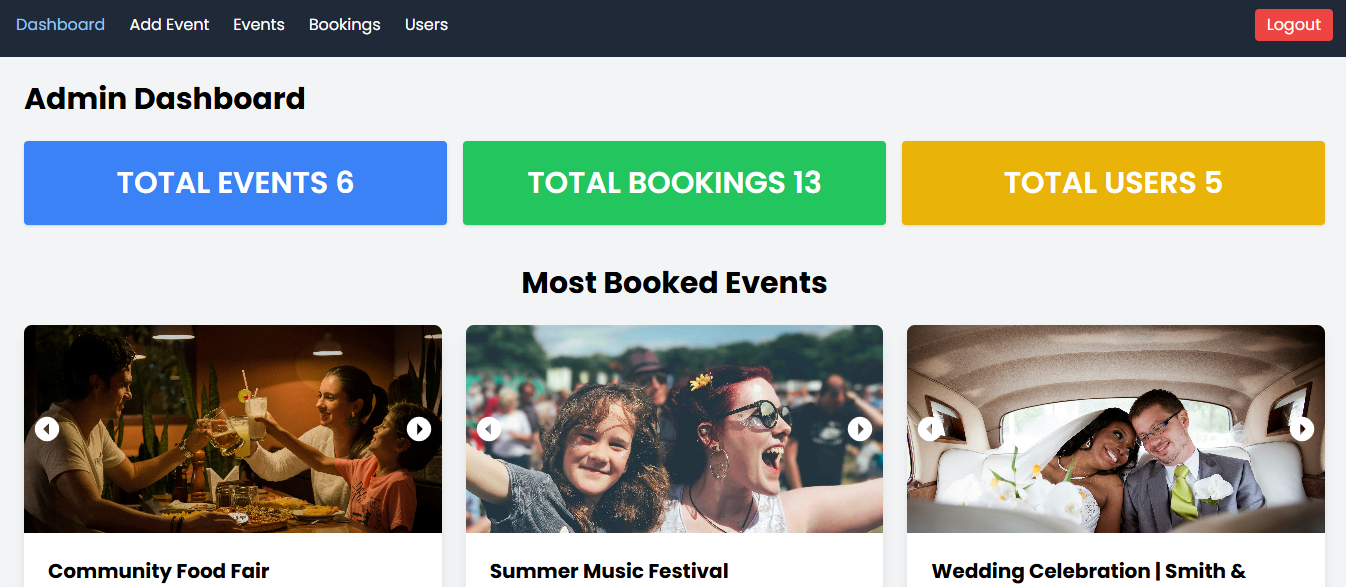 Dashboard Add Event Events Bookings Users Logout
Admin Dashboard
TOTAL EVENTS 6 TOTAL BOOKINGS 13 TOTAL USERS 5
Most Booked Events
Community Food Fair Summer Music Festival Wedding Celebration | Smith &